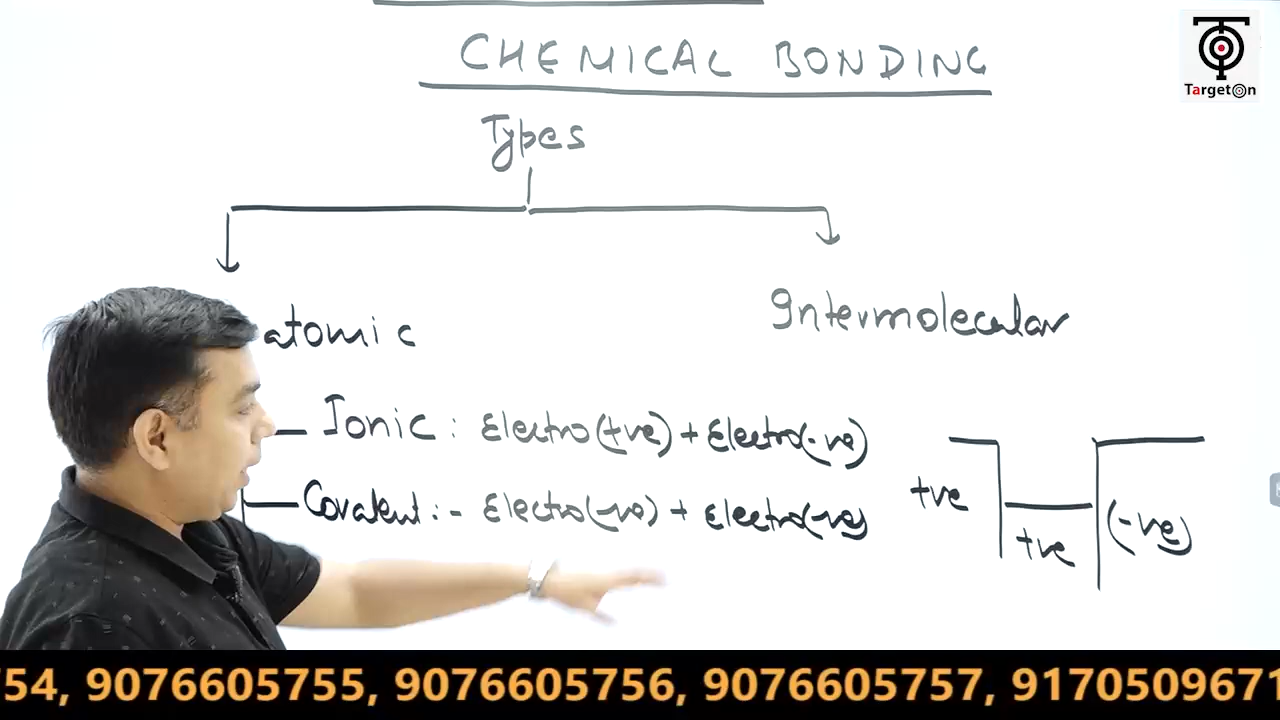 CHEMICAL BONDING
TargetOn
Types
atomic
Intermolecular
Ionic : Electro(+ve) + Electro(-ve)
Covalent :- Electro(-ve) + Electro(-ve)
+ve
+ve
(-ve)
54, 9076605755, 9076605756, 9076605757, 9170509671